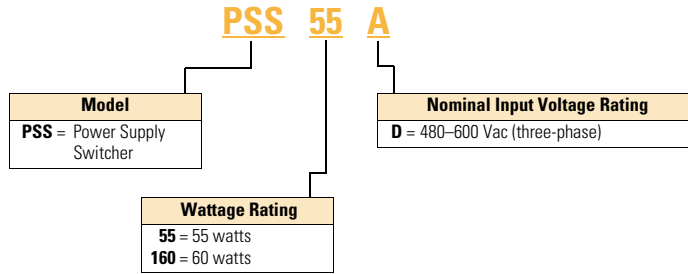 PSS 55 A
Model
PSS = Power Supply
Switcher
Nominal Input Voltage Rating
D = 480–600 Vac (three-phase)
Wattage Rating
55 = 55 watts
160 = 60 watts